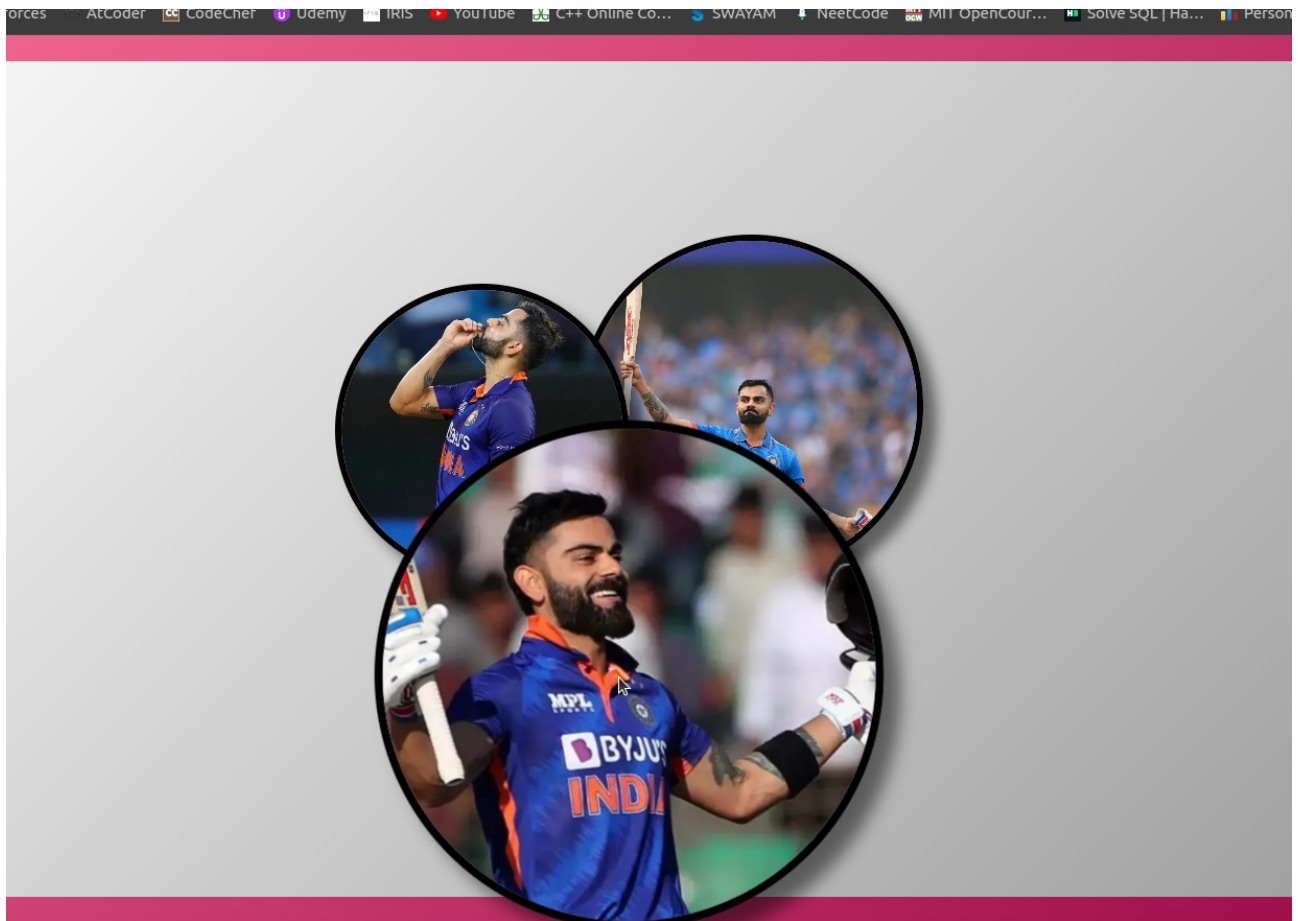 orces AtCoder CodeChef Udemy IRIS YouTube C++ Online Co... SWAYAM NeetCode MIT OpenCour... Solve SQL | Ha... Person
BYJU'S
MPL
SPORTS
BYJU'S
INDIA